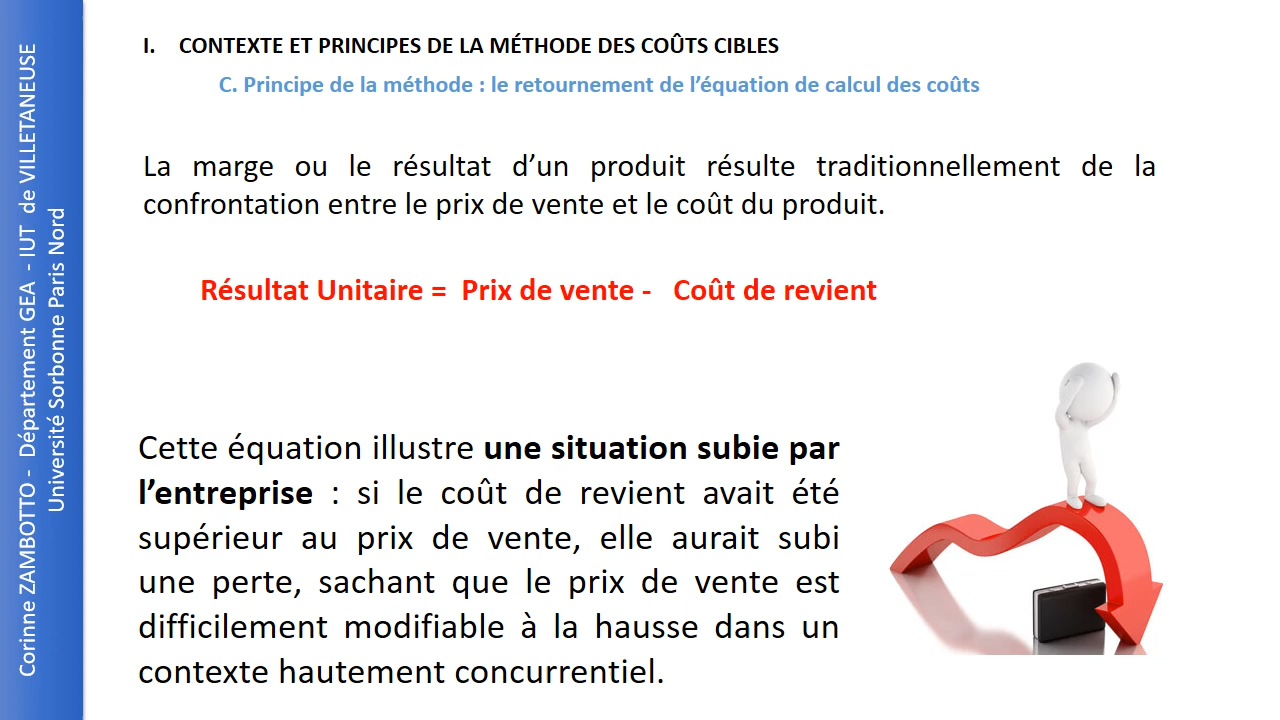 I. CONTEXTE ET PRINCIPES DE LA MÉTHODE DES COÛTS CIBLES
C. Principe de la méthode : le retournement de l’équation de calcul des coûts
La marge ou le résultat d’un produit résulte traditionnellement de la
confrontation entre le prix de vente et le coût du produit.
Résultat Unitaire = Prix de vente - Coût de revient
Cette équation illustre une situation subie par
l’entreprise : si le coût de revient avait été
supérieur au prix de vente, elle aurait subi
une perte, sachant que le prix de vente est
difficilement modifiable à la hausse dans un
contexte hautement concurrentiel.
Corinne ZAMBOTTO - Département GEA - IUT de VILLETANEUSE
Université Sorbonne Paris Nord